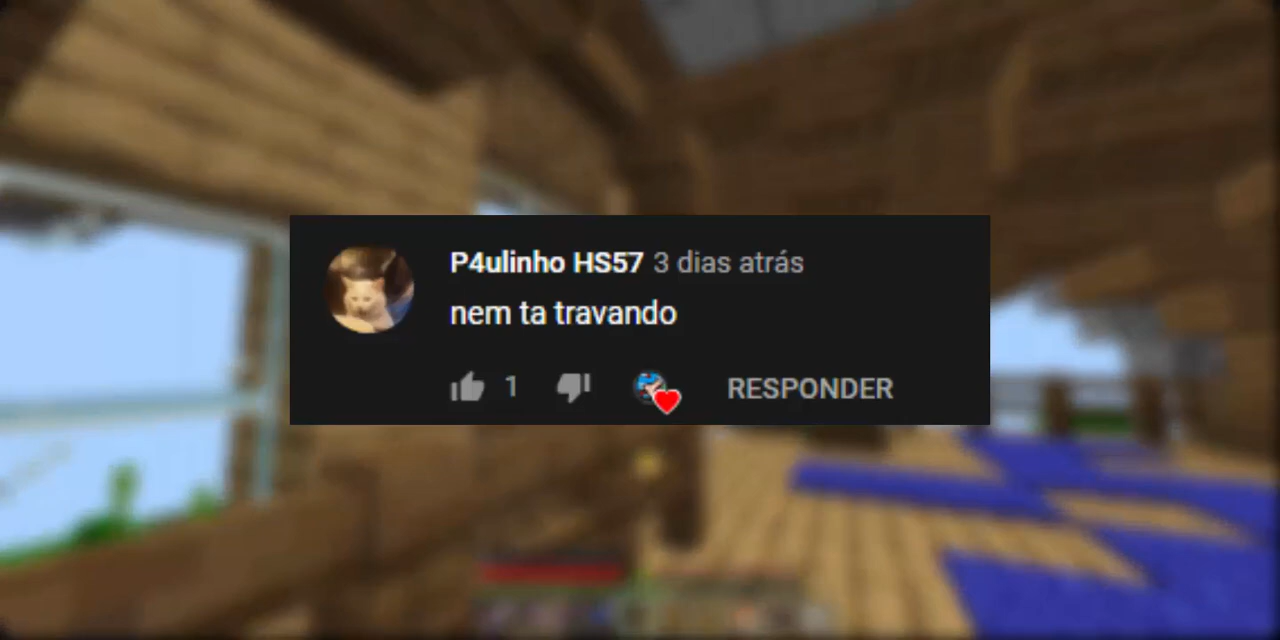 P4ulinho HS57 3 dias atrás
nem ta travando
1 RESPONDER